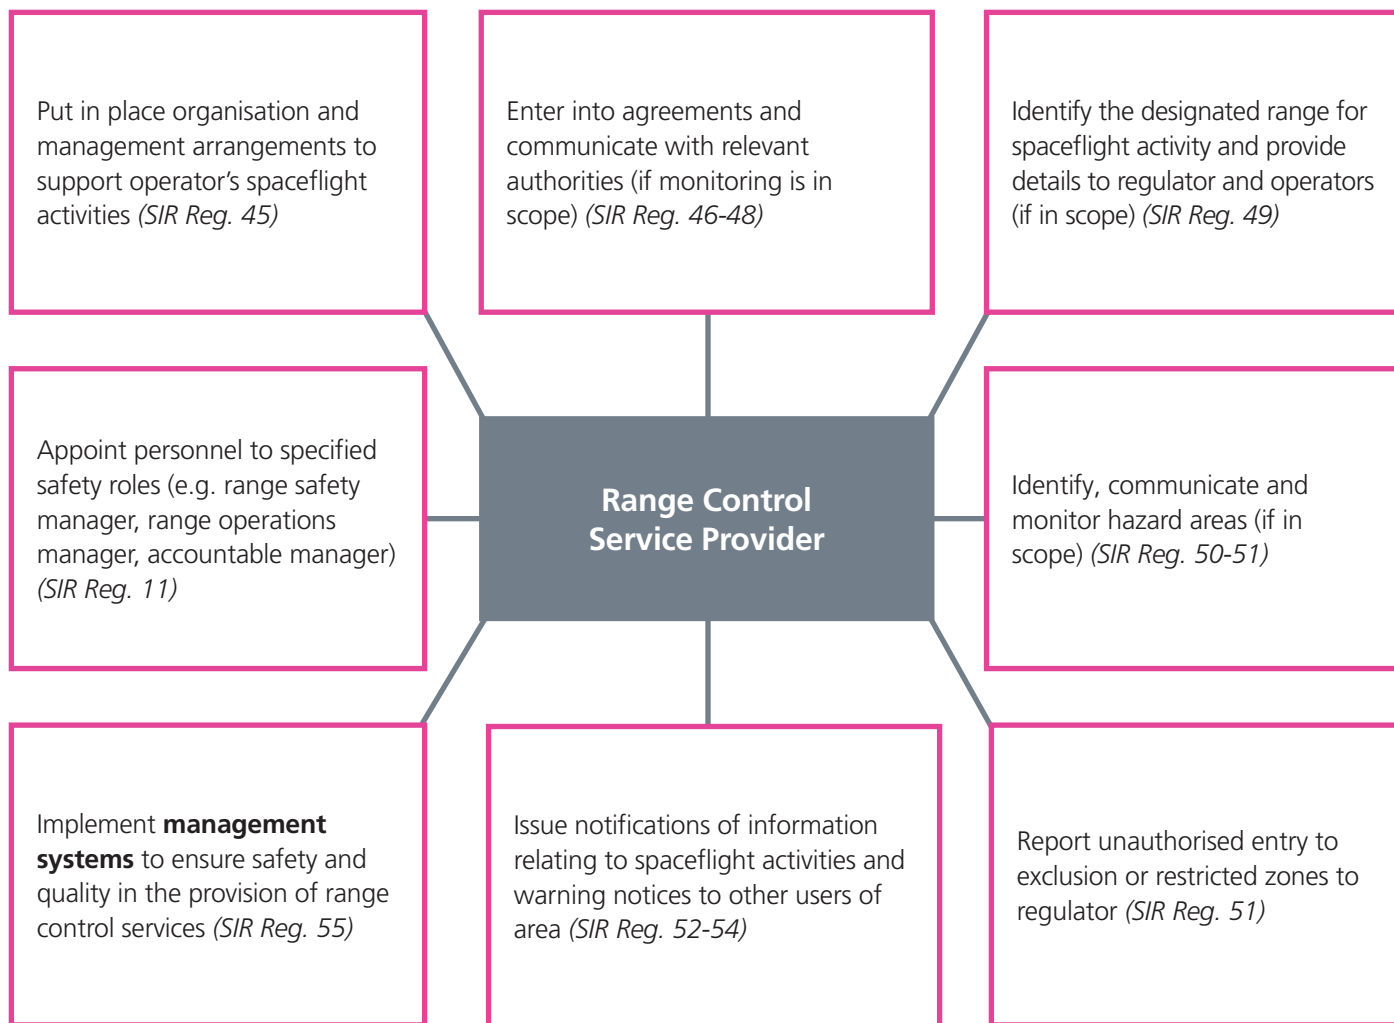 Put in place organisation and
management arrangements to
support operator’s spaceflight
activities (SIR Reg. 45)
Enter into agreements and
communicate with relevant
authorities (if monitoring is in
scope) (SIR Reg. 46-48)
Identify the designated range for
spaceflight activity and provide
details to regulator and operators
(if in scope) (SIR Reg. 49)
Appoint personnel to specified
safety roles (e.g. range safety
manager, range operations
manager, accountable manager)
(SIR Reg. 11)
Range Control
Service Provider
Identify, communicate and
monitor hazard areas (if in
scope) (SIR Reg. 50-51)
Implement management
systems to ensure safety and
quality in the provision of range
control services (SIR Reg. 55)
Issue notifications of information
relating to spaceflight activities and
warning notices to other users of
area (SIR Reg. 52-54)
Report unauthorised entry to
exclusion or restricted zones to
regulator (SIR Reg. 51)